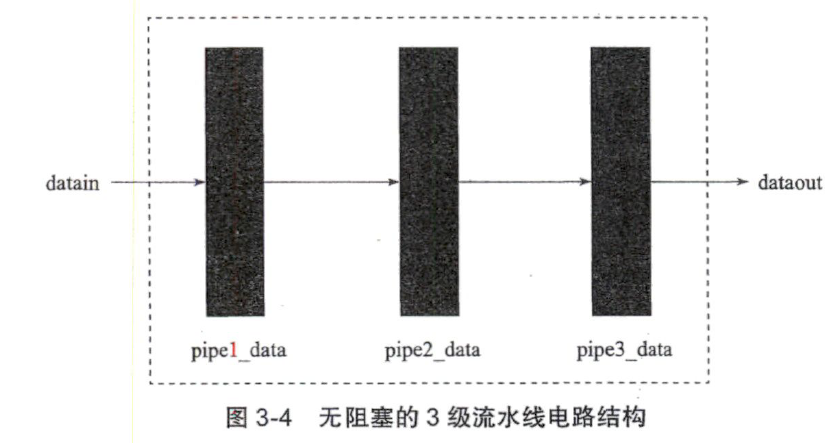 datain
dataout
pipe1_data
pipe2_data
pipe3_data
图 3-4 无阻塞的 3 级流水线电路结构